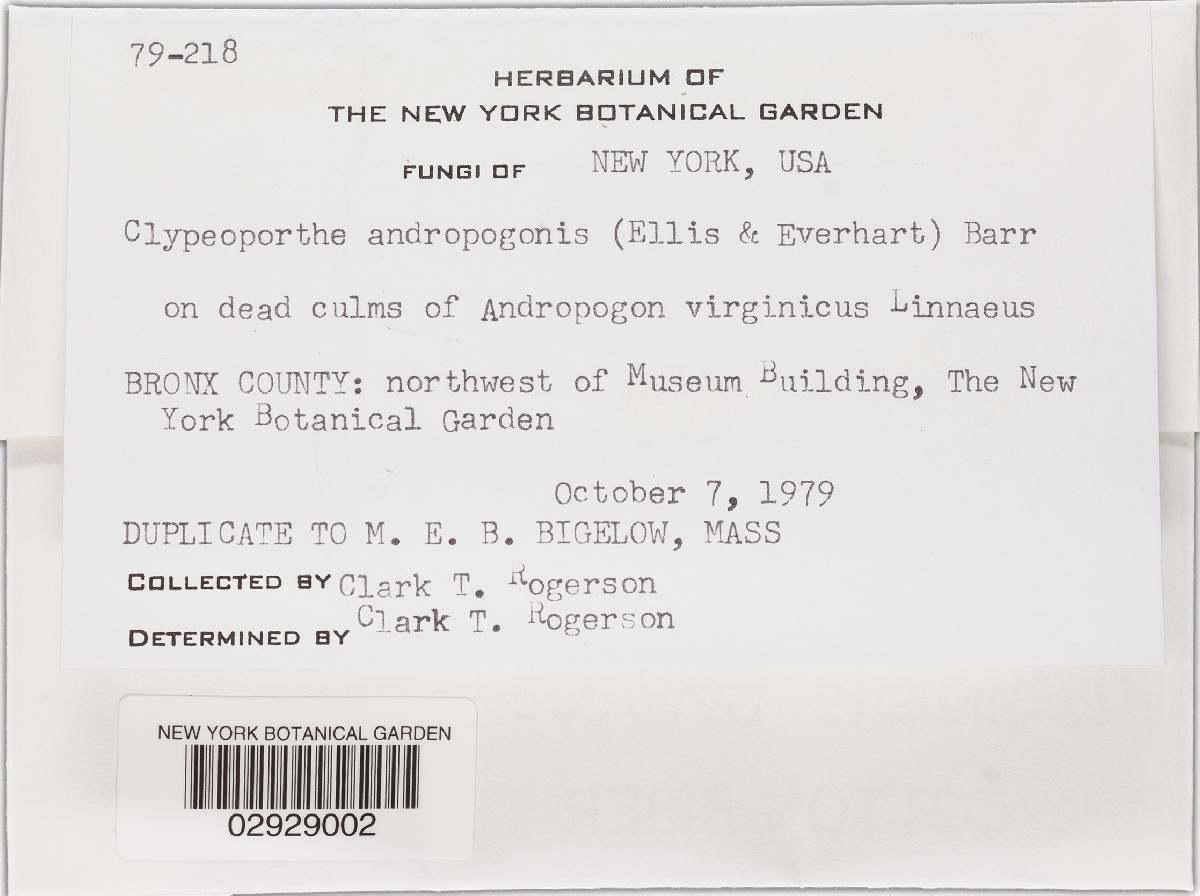 79-218
HERBARIUM OF
THE NEW YORK BOTANICAL GARDEN
FUNGI OF NEW YORK, USA
Clypeoporthe andropogonis (Ellis & Everhart) Barr
on dead culms of Andropogon virginicus Linnaeus
BRONX COUNTY: northwest of Museum Building, The New
York Botanical Garden
October 7, 1979
DUPLICATE TO M. E. B. BIGELOW, MASS
COLLECTED BY Clark T. Rogerson
DETERMINED BY Clark T. Rogerson
NEW YORK BOTANICAL GARDEN
02929002